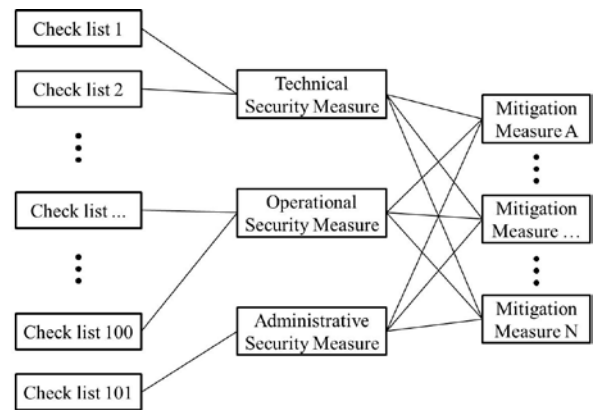 Check list 1
Check list 2
Check list ...
Check list 100
Check list 101
Technical
Security Measure
Operational
Security Measure
Administrative
Security Measure
Mitigation
Measure A
Mitigation
Measure ...
Mitigation
Measure N